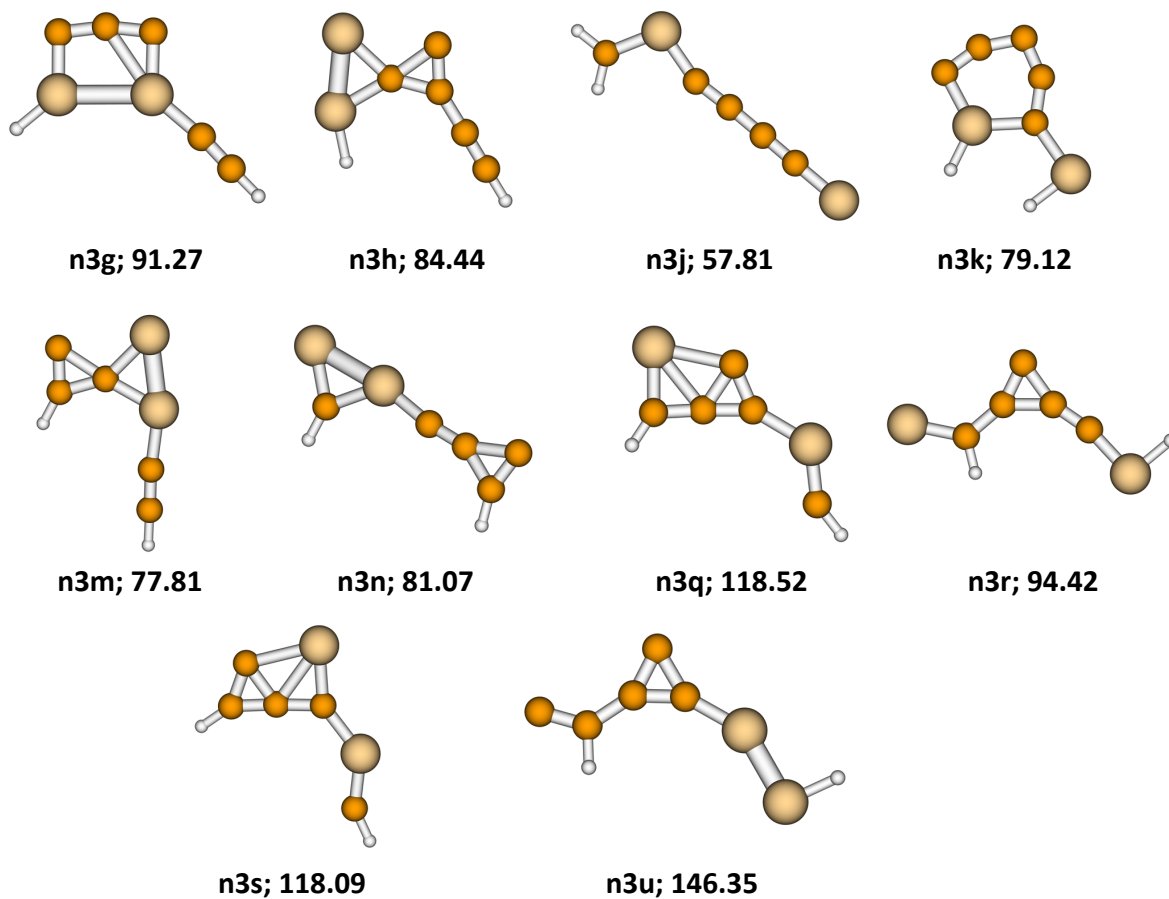 n3g; 91.27 n3h; 84.44 n3j; 57.81 n3k; 79.12
n3m; 77.81 n3n; 81.07 n3q; 118.52 n3r; 94.42
n3s; 118.09 n3u; 146.35